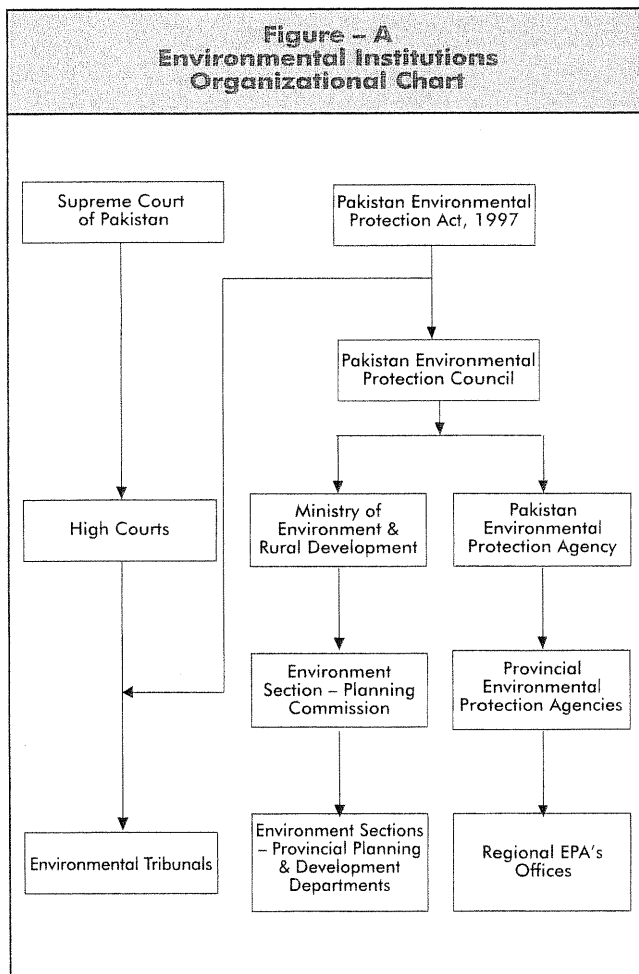 Figure – A
Environmental Institutions
Organizational Chart
Supreme Court
of Pakistan
Pakistan Environmental
Protection Act, 1997
Pakistan Environmental
Protection Council
High Courts
Ministry of
Environment &
Rural Development
Pakistan
Environmental
Protection Agency
Environment
Section – Planning
Commission
Provincial
Environmental
Protection Agencies
Environmental Tribunals
Environment Sections
– Provincial Planning
& Development
Departments
Regional EPA's
Offices